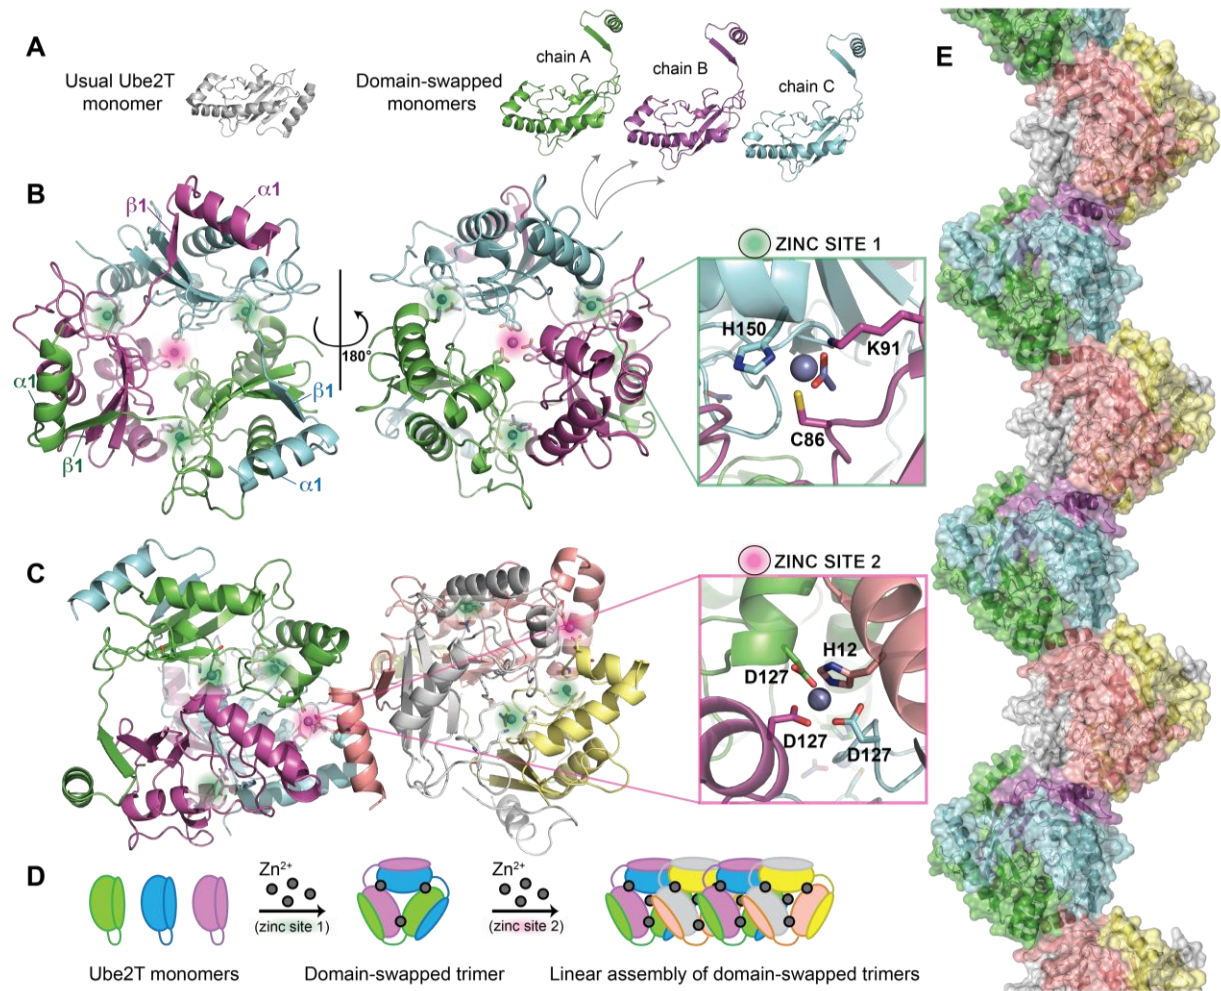 A
Usual Ube2T
monomer
Domain-swapped
monomers
chain A
chain B
chain C
E
B
β1
α1
α1
β1
β1
α1
180°
ZINC SITE 1
H150
K91
C86
C
ZINC SITE 2
H12
D127
D127
D127
D
Zn2+
(zinc site 1)
Zn2+
(zinc site 2)
Ube2T monomers
Domain-swapped trimer
Linear assembly of domain-swapped trimers